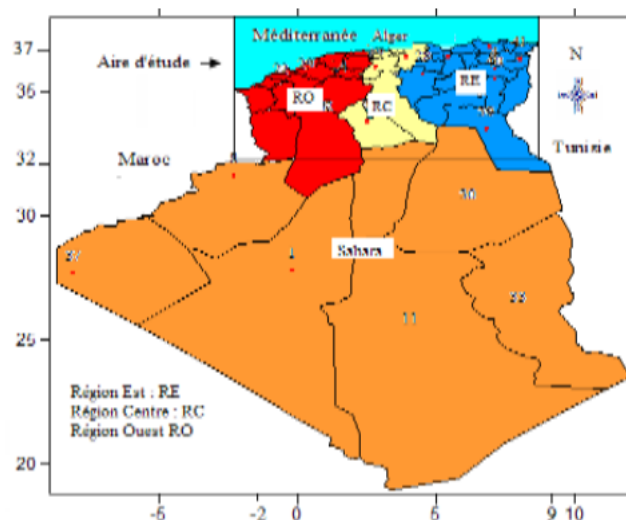 Méditerranée Alger
37
Aire d'étude
N
35
RO
RC
RE
Maroc
Tunisie
32
30
30
37
1
Sahara
33
11
25
Région Est : RE
Région Centre : RC
Région Ouest RO
20
-5 -2 0 5 9 10